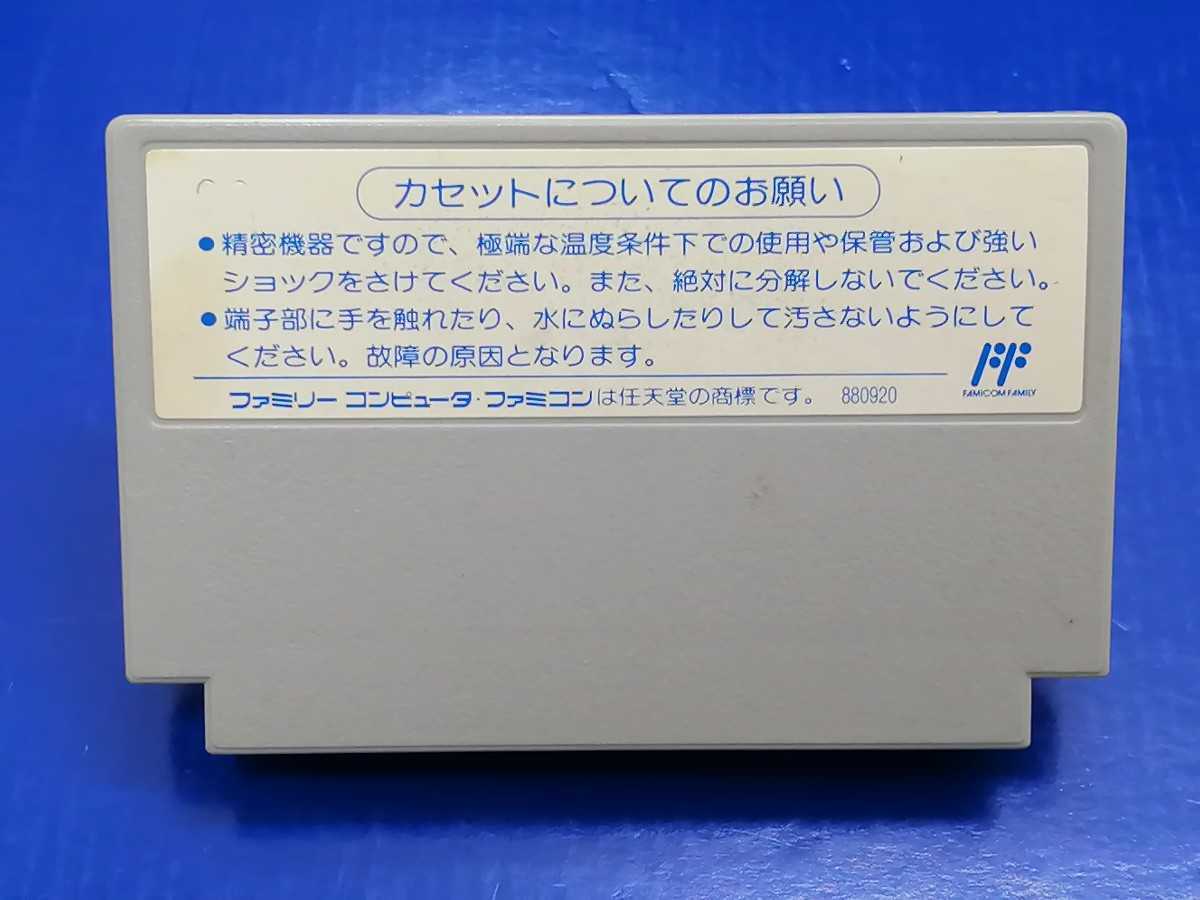 カセットについてのお願い
●精密機器ですので、極端な温度条件下での使用や保管および強い
ショックをさけてください。また、絶対に分解しないでください。
●端子部に手を触れたり、水にぬらしたりして汚さないようにして
ください。故障の原因となります。
ファミリー コンピュータ・ファミコンは任天堂の商標です。 880920
FAMICOM FAMILY